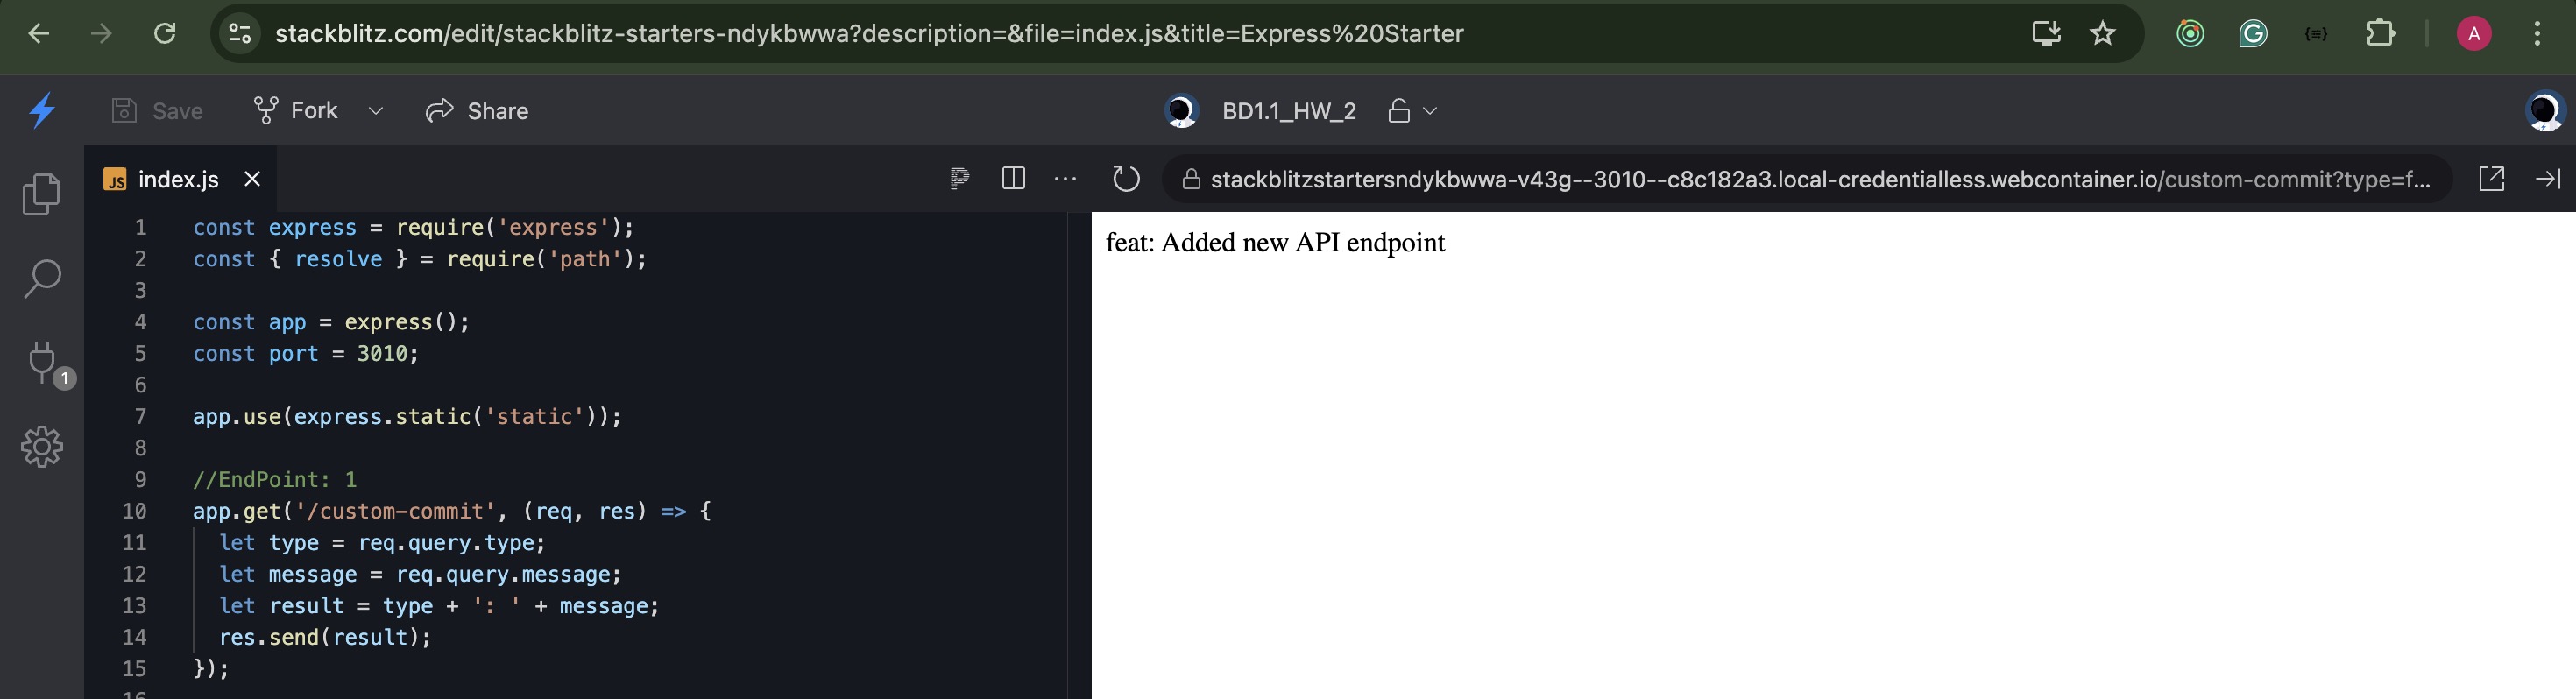 stackblitz.com/edit/stackblitz-starters-ndykbwwa?description=&file=index.js&title=Express%20Starter
A
Save
Fork
Share
BD1.1_HW_2
JS index.js
stackblitzstartersndykbwwa-v43g--3010--c8c182a3.local-credentialless.webcontainer.io/custom-commit?type=f...
1 const express = require('express');
2 const { resolve } = require('path');
3
4 const app = express();
5 const port = 3010;
6
7 app.use(express.static('static'));
8
9 //EndPoint: 1
10 app.get('/custom-commit', (req, res) => {
11 let type = req.query.type;
12 let message = req.query.message;
13 let result = type + ': ' + message;
14 res.send(result);
15 });
16
1
feat: Added new API endpoint